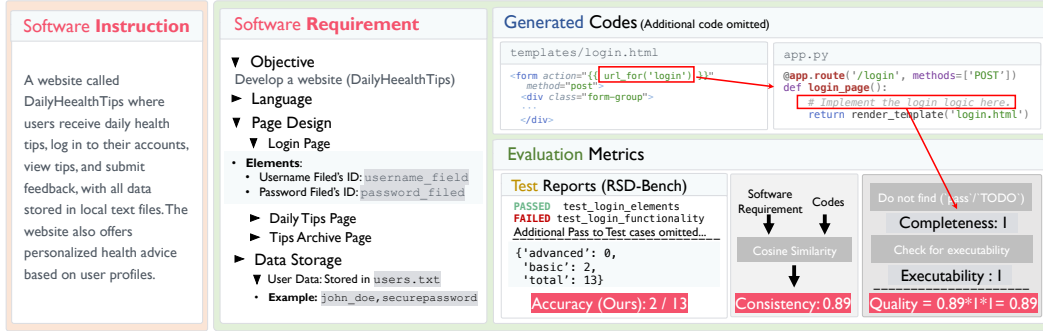 Software Instruction
A website called
DailyHeealthTips where
users receive daily health
tips, log in to their accounts,
view tips, and submit
feedback, with all data
stored in local text files. The
website also offers
personalized health advice
based on user profiles.
Software Requirement
▼ Objective
Develop a website (DailyHeealthTips)
► Language
▼ Page Design
▼ Login Page
• Elements:
• Username Filed's ID: username_field
• Password Filed's ID: password_filed
► Daily Tips Page
► Tips Archive Page
► Data Storage
▼ User Data: Stored in users.txt
• Example: john_doe,securepassword
Generated Codes (Additional code omitted)
templates/login.html
<form action="{{ url_for('login') }}"
method="post">
<div class="form-group">
...
</div>
app.py
@app.route('/login', methods=['POST'])
def login_page():
# Implement the login logic here.
return render_template('login.html')
Evaluation Metrics
Test Reports (RSD-Bench)
PASSED test_login_elements
FAILED test_login_functionality
Additional Pass to Test cases omitted...
{'advanced': 0,
'basic': 2,
'total': 13}
Accuracy (Ours): 2 / 13
Software
Requirement
Codes
Cosine Similarity
Consistency: 0.89
Do not find (`pass`/`TODO`)
Completeness: 1
Check for executability
Executability : 1
Quality = 0.89*1*1= 0.89